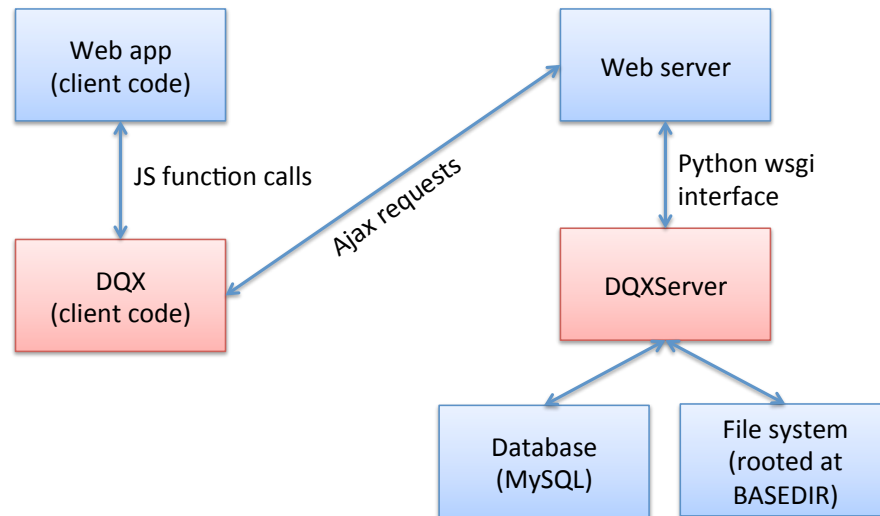 Web app
(client code)
Web server
JS function calls
Ajax requests
Python wsgi
interface
DQX
(client code)
DQXServer
Database
(MySQL)
File system
(rooted at
BASEDIR)